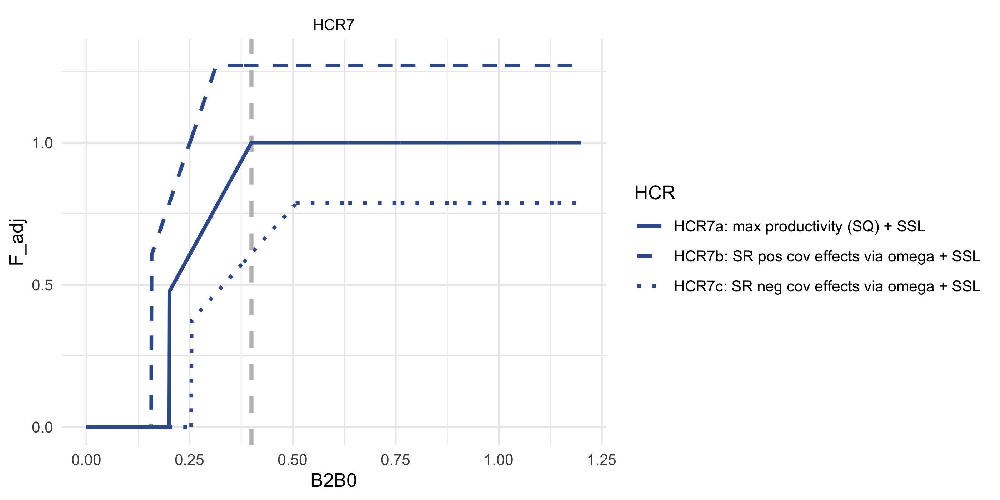 HCR7
F_adj
1.0
0.5
0.0
0.00 0.25 0.50 0.75 1.00 1.25
B2B0
HCR
HCR7a: max productivity (SQ) + SSL
HCR7b: SR pos cov effects via omega + SSL
HCR7c: SR neg cov effects via omega + SSL